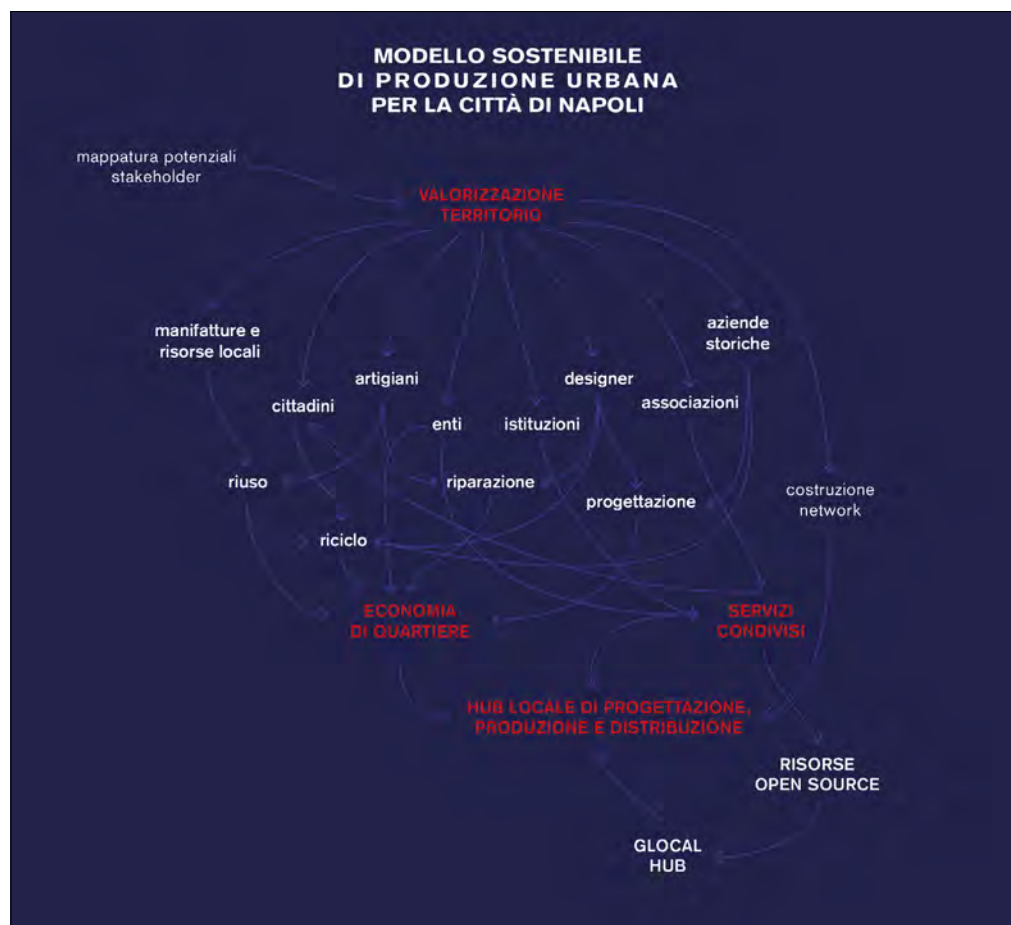 MODELLO SOSTENIBILE
DI PRODUZIONE URBANA
PER LA CITTÀ DI NAPOLI
mappatura potenziali
stakeholder
VALORIZZAZIONE
TERRITORIO
manifatture e
risorse locali
aziende
storiche
artigiani
designer
cittadini
associazioni
enti
istituzioni
riuso
riparazione
progettazione
costruzione
network
riciclo
ECONOMIA
DI QUARTIERE
SERVIZI
CONDIVISI
HUB LOCALE DI PROGETTAZIONE,
PRODUZIONE E DISTRIBUZIONE
RISORSE
OPEN SOURCE
GLOCAL
HUB